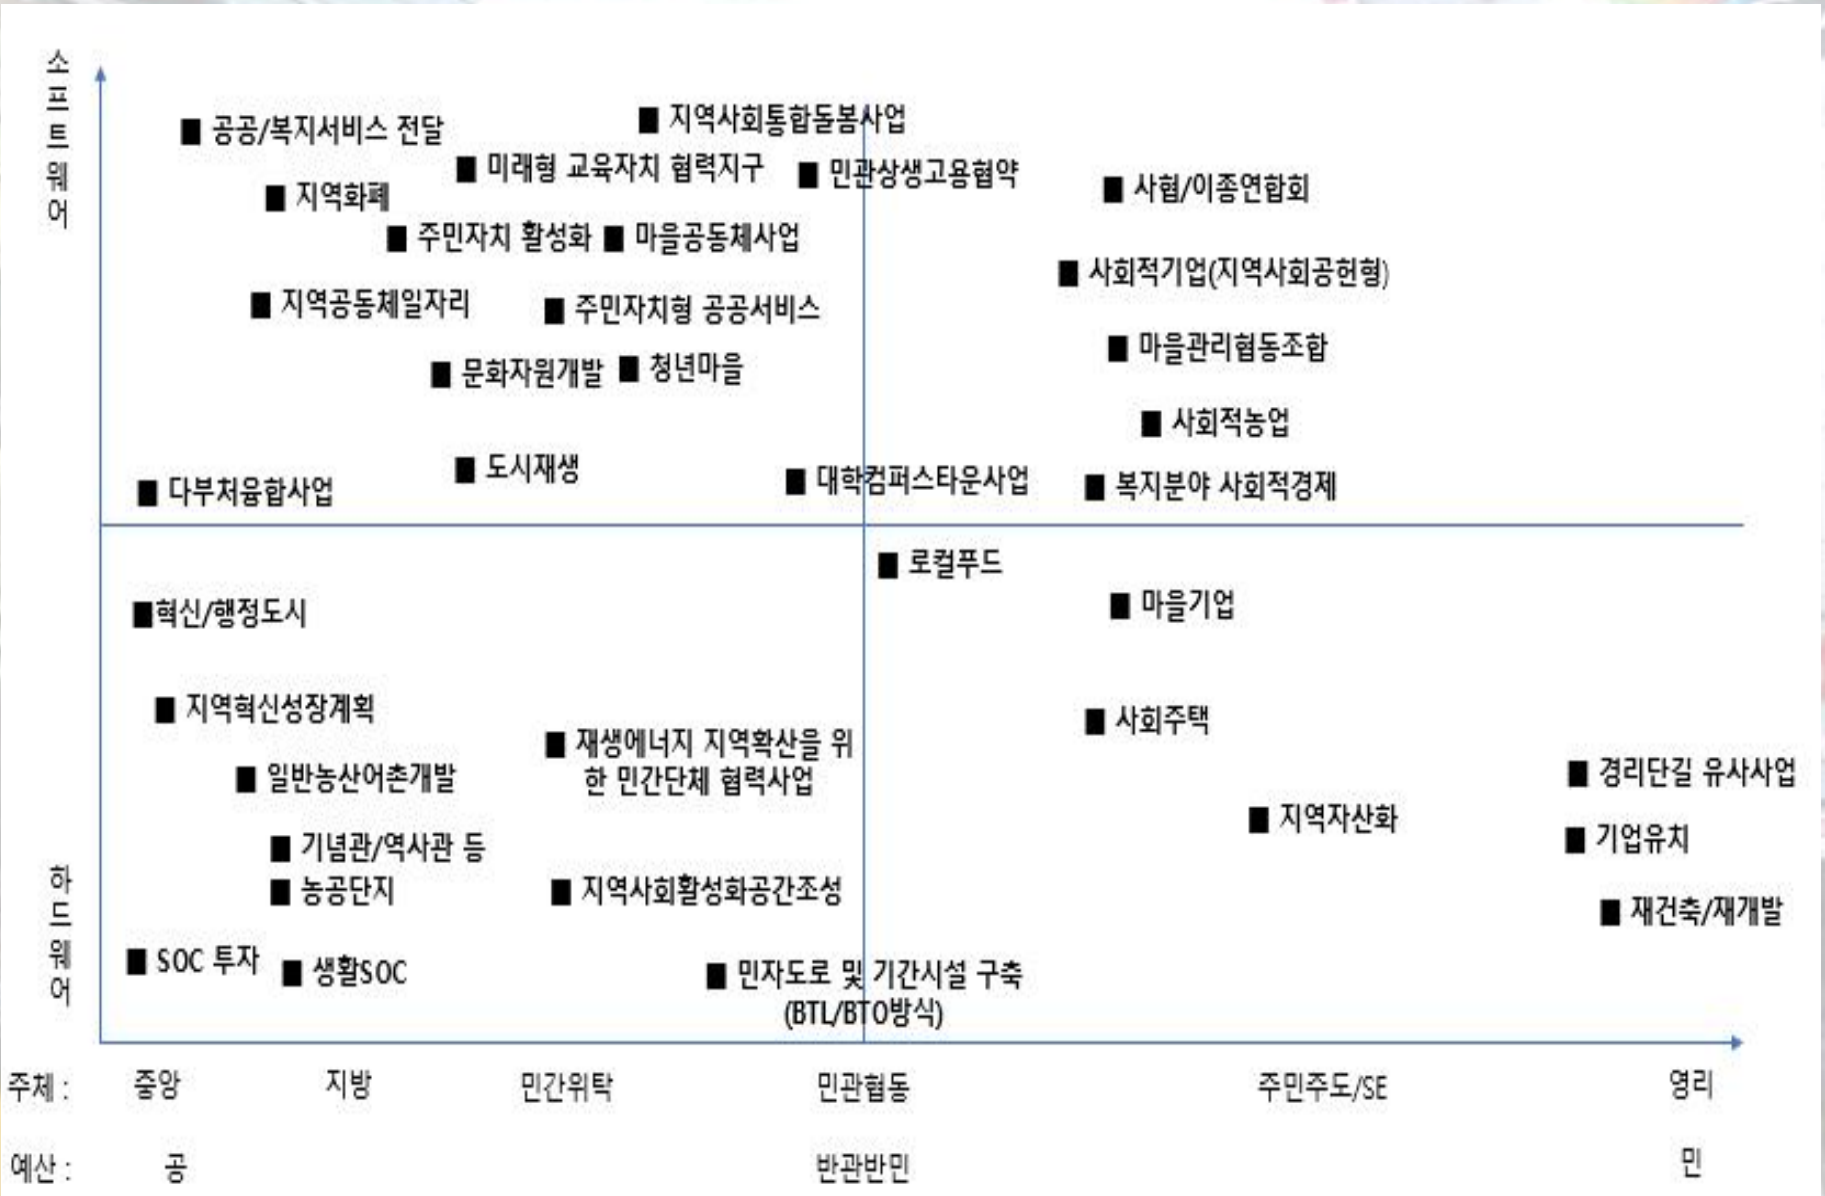 소프트웨어
■ 공공/복지서비스 전달
■ 지역사회통합돌봄사업
■ 미래형 교육자치 협력지구
■ 민관상생고용협약
■ 사협/이종연합회
■ 지역화폐
■ 주민자치 활성화
■ 마을공동체사업
■ 사회적기업(지역사회공헌형)
■ 지역공동체일자리
■ 주민자치형 공공서비스
■ 마을관리협동조합
■ 문화자원개발
■ 청년마을
■ 사회적농업
■ 다부처융합사업
■ 도시재생
■ 대학컴퍼스타운사업
■ 복지분야 사회적경제
■ 로컬푸드
■혁신/행정도시
■ 마을기업
■ 지역혁신성장계획
■ 사회주택
■ 재생에너지 지역확산을 위
한 민간단체 협력사업
■ 일반농산어촌개발
■ 경리단길 유사사업
■ 지역자산화
■ 기업유치
■ 기념관/역사관 등
■ 농공단지
■ 지역사회활성화공간조성
■ 재건축/재개발
하드웨어
■ SOC 투자
■ 생활SOC
■ 민자도로 및 기간시설 구축
(BTL/BTO방식)
주체 : 중앙 지방 민간위탁 민관협동 주민주도/SE 영리
예산 : 공 반관반민 민